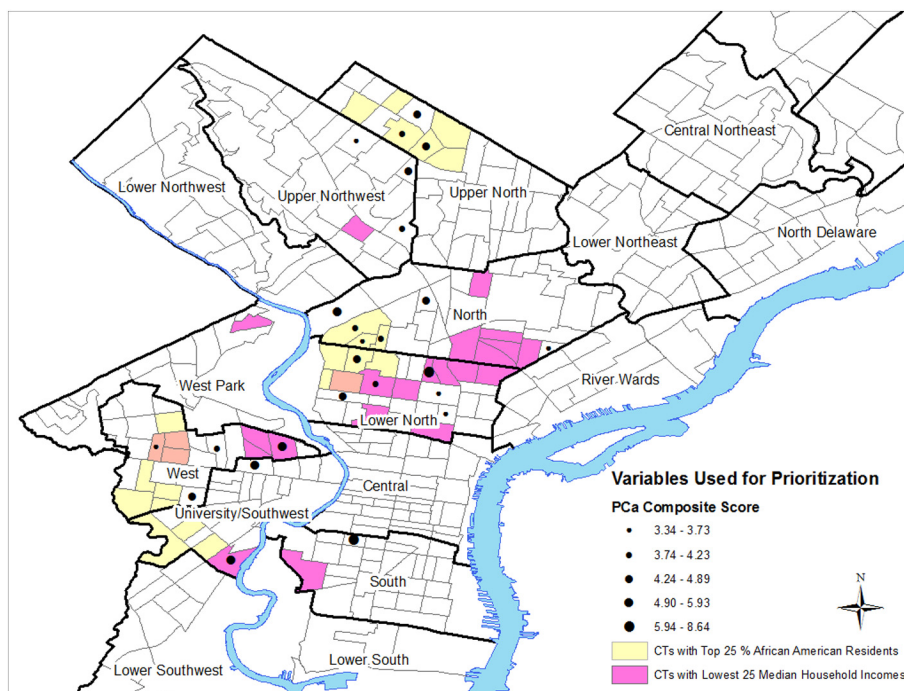 Central Northeast
Lower Northwest
Upper Northwest
Upper North
Lower Northeast
North Delaware
North
West Park
River Wards
Lower North
West
Central
University/Southwest
South
Lower Southwest
Lower South
Variables Used for Prioritization
PCa Composite Score
3.34 - 3.73
3.74 - 4.23
4.24 - 4.89
4.90 - 5.93
5.94 - 8.64
CTs with Top 25 % African American Residents
CTs with Lowest 25 Median Household Incomes
N